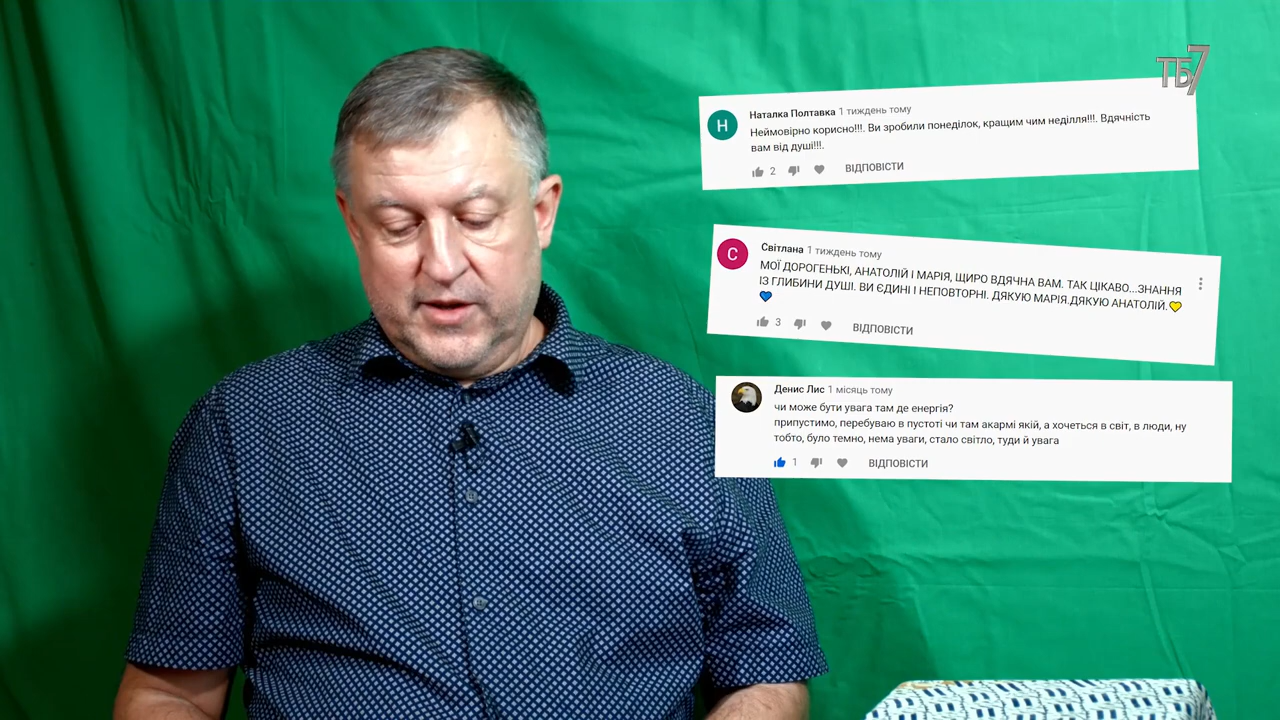 ТБ7
Наталка Полтавка 1 тиждень тому
Н
Неймовірно корисно!!!. Ви зробили понеділок, кращим чим неділля!!!. Вдячність
вам від душі!!!.
2 ВІДПОВІСТИ
Світлана 1 тиждень тому
С
МОЇ ДОРОГЕНЬКІ, АНАТОЛІЙ І МАРІЯ, ЩИРО ВДЯЧНА ВАМ. ТАК ЦІКАВО...ЗНАННЯ
ІЗ ГЛИБИНИ ДУШІ. ВИ ЄДИНІ І НЕПОВТОРНІ. ДЯКУЮ МАРІЯ.ДЯКУЮ АНАТОЛІЙ.💛
💙
3 ВІДПОВІСТИ
Денис Лис 1 місяць тому
чи може бути увага там де енергія?
припустимо, перебуваю в пустоті чи там акармі якій, а хочеться в світ, в люди, ну
тобто, було темно, нема уваги, стало світло, туди й увага
1 ВІДПОВІСТИ